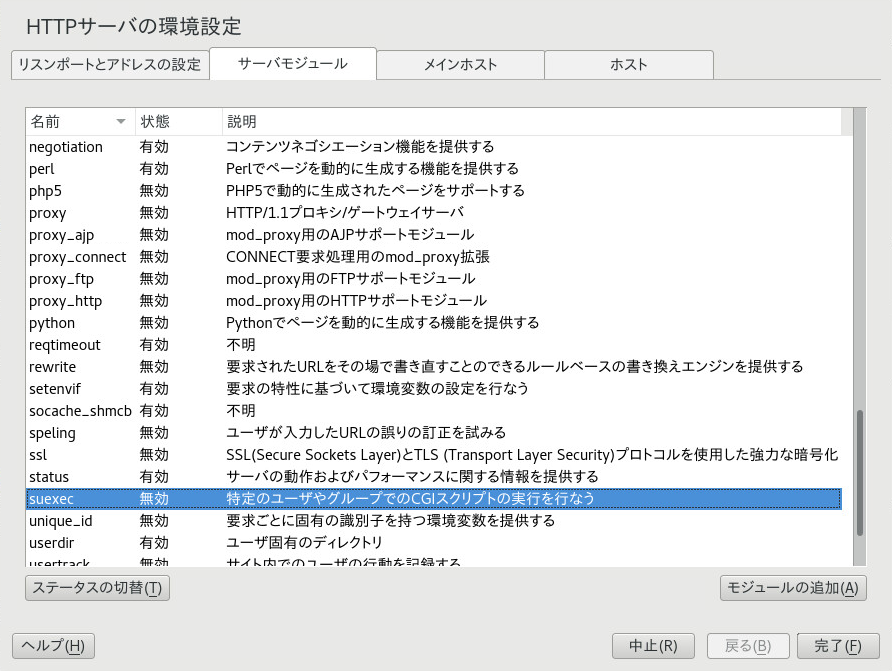 HTTPサーバの環境設定
リスンポートとアドレスの設定 サーバモジュール メインホスト ホスト
名前 状態 説明
negotiation 有効 コンテンツネゴシエーション機能を提供する
perl 有効 Perlでページを動的に生成する機能を提供する
php5 無効 PHP5で動的に生成されたページをサポートする
proxy 無効 HTTP/1.1プロキシ/ゲートウェイサーバ
proxy_ajp 無効 mod_proxy用のAJPサポートモジュール
proxy_connect 無効 CONNECT要求処理用のmod_proxy拡張
proxy_ftp 無効 mod_proxy用のFTPサポートモジュール
proxy_http 無効 mod_proxy用のHTTPサポートモジュール
python 無効 Pythonでページを動的に生成する機能を提供する
reqtimeout 有効 不明
rewrite 無効 要求されたURLをその場で書き直すことのできるルールベースの書き換えエンジンを提供する
setenvif 有効 要求の特性に基づいて環境変数の設定を行なう
socache_shmcb 有効 不明
speling 無効 ユーザが入力したURLの誤りの訂正を試みる
ssl 無効 SSL(Secure Sockets Layer)とTLS (Transport Layer Security)プロトコルを使用した強力な暗号化
status 有効 サーバの動作およびパフォーマンスに関する情報を提供する
suexec 無効 特定のユーザやグループでのCGIスクリプトの実行を行なう
unique_id 無効 要求ごとに固有の識別子を持つ環境変数を提供する
userdir 有効 ユーザ固有のディレクトリ
usertrack 無効 サイト内でのユーザの行動を記録する
ステータスの切替(T) モジュールの追加(A)
ヘルプ(H) 中止(R) 戻る(B) 完了(F)